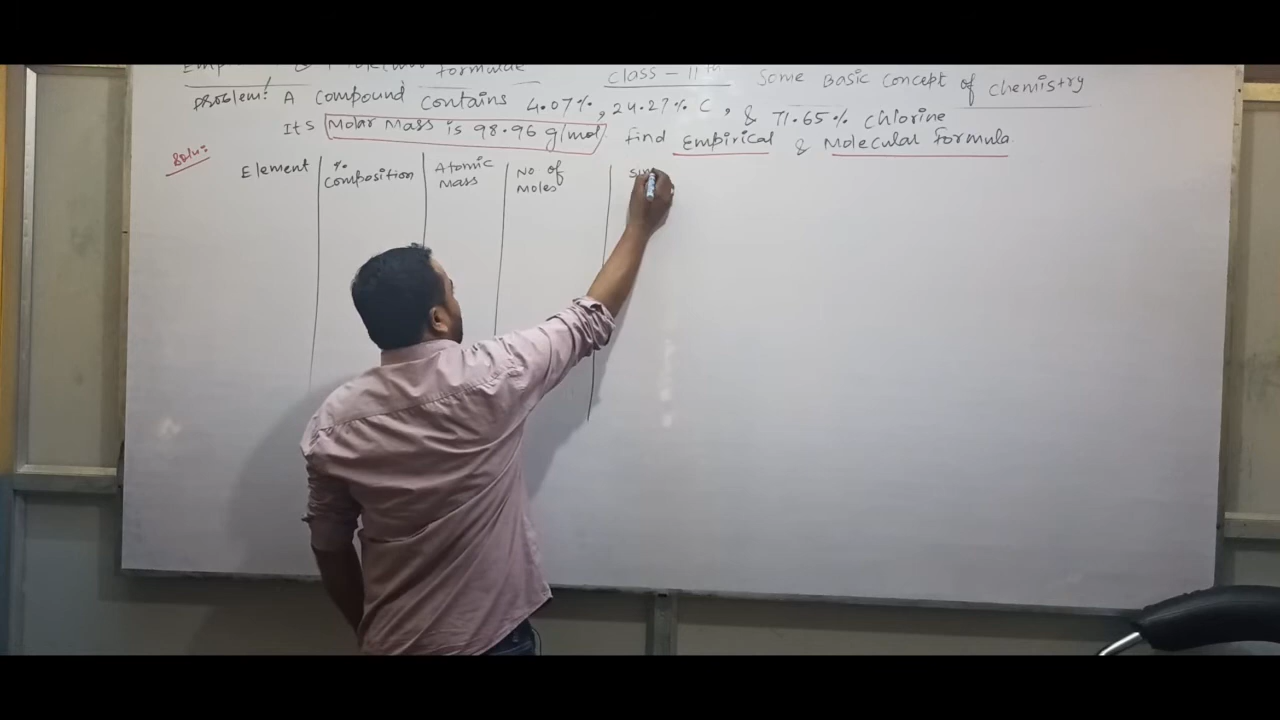 & formulae
class - 11th Some Basic Concept of chemistry
Problem: A compound contains 4.07%, 24.27% C, & 71.65% chlorine
Its Molar Mass is 98.96 g/mol find Empirical & Molecular formula.
Solu:
Element % Composition Atomic Mass No of Moles